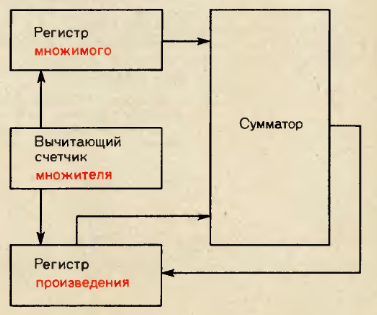 Регистр
множимого
Вычитающий
счетчик
множителя
Сумматор
Регистр
произведения